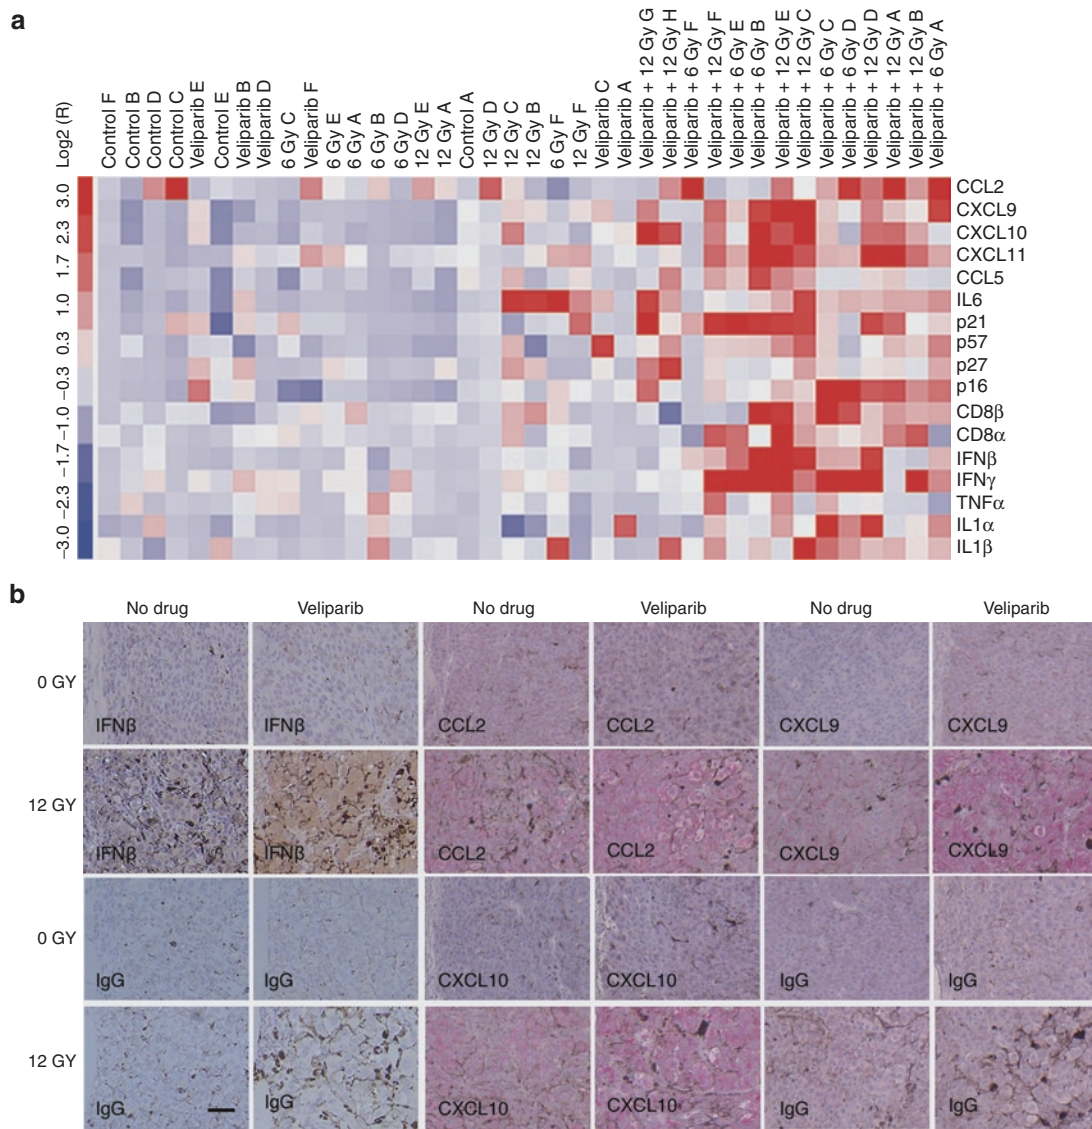 a
Log2 (R)
3.0
2.3
1.7
1.0
0.3
−0.3
−1.0
−1.7
−2.3
−3.0
Control F
Control B
Control D
Control C
Veliparib E
Control E
Veliparib B
Veliparib D
6 Gy C
Veliparib F
6 Gy E
6 Gy A
6 Gy B
6 Gy D
12 Gy E
12 Gy A
Control A
12 Gy D
12 Gy C
12 Gy B
6 Gy F
12 Gy F
Veliparib C
Veliparib A
Veliparib + 12 Gy G
Veliparib + 12 Gy H
Veliparib + 6 Gy F
Veliparib + 12 Gy F
Veliparib + 6 Gy E
Veliparib + 6 Gy B
Veliparib + 12 Gy E
Veliparib + 12 Gy C
Veliparib + 6 Gy C
Veliparib + 6 Gy D
Veliparib + 12 Gy D
Veliparib + 12 Gy A
Veliparib + 12 Gy B
Veliparib + 6 Gy A
CCL2
CXCL9
CXCL10
CXCL11
CCL5
IL6
p21
p57
p27
p16
CD8β
CD8α
IFNβ
IFNγ
TNFα
IL1α
IL1β
b
No drug Veliparib No drug Veliparib No drug Veliparib
0 GY
IFNβ IFNβ CCL2 CCL2 CXCL9 CXCL9
12 GY
IFNβ IFNβ CCL2 CCL2 CXCL9 CXCL9
0 GY
IgG IgG CXCL10 CXCL10 IgG IgG
12 GY
IgG IgG CXCL10 CXCL10 IgG IgG